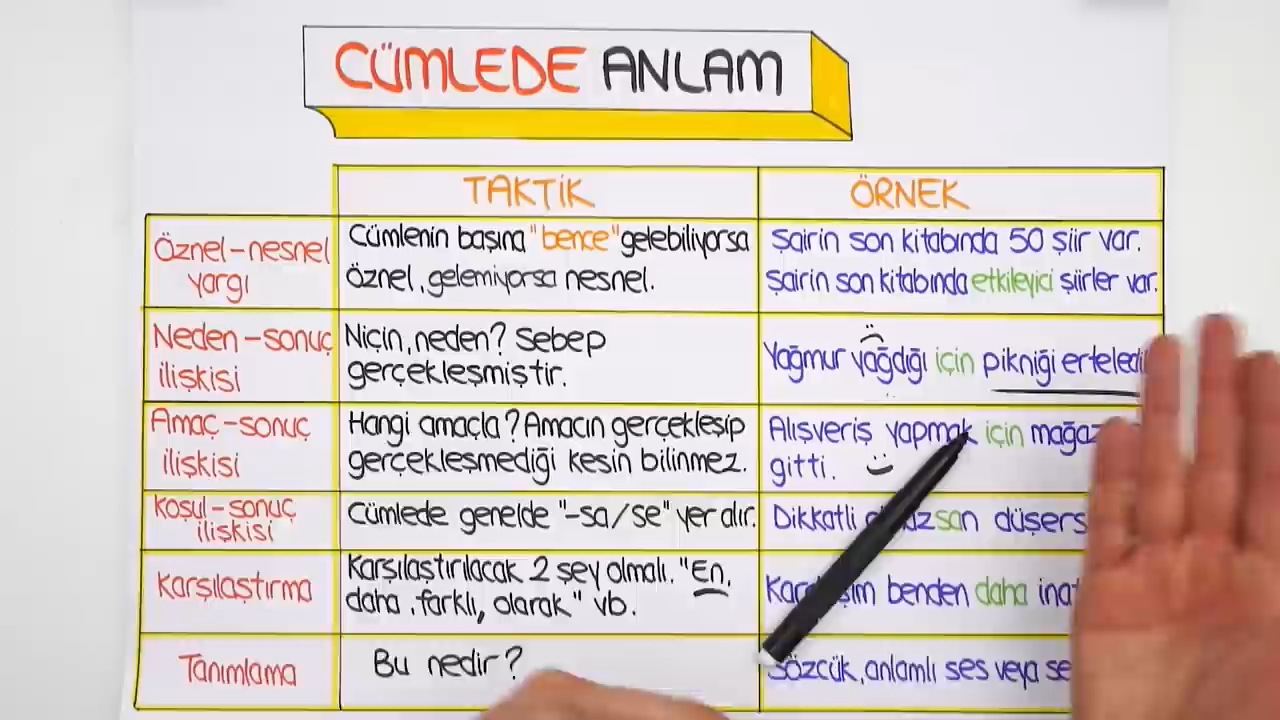 CÜMLEDE ANLAM
TAKTİK
ÖRNEK
Öznel-nesnel
yargı
Cümlenin başına "bence" gelebiliyorsa
öznel, gelemiyorsa nesnel.
Şairin son kitabında 50 şiir var.
Şairin son kitabında etkileyici şiirler var.
Neden-sonuç
ilişkisi
Niçin, neden? Sebep
gerçekleşmiştir.
Yağmur yağdığı için pikniği
Amaç-sonuç
ilişkisi
Hangi amaçla? Amacın gerçekleşip
gerçekleşmediği kesin bilinmez.
Alışveriş yapmak için
gitti.
Koşul-sonuç
ilişkisi
Cümlede genelde "-sa/se" yer alır.
Dikkatli
Karşılaştırma
Karşılaştırılacak 2 şey olmalı. "En,
daha, farklı, olarak" vb.
benden daha
Tanımlama
Bu nedir?
Sözcük, anlamlı ses veya